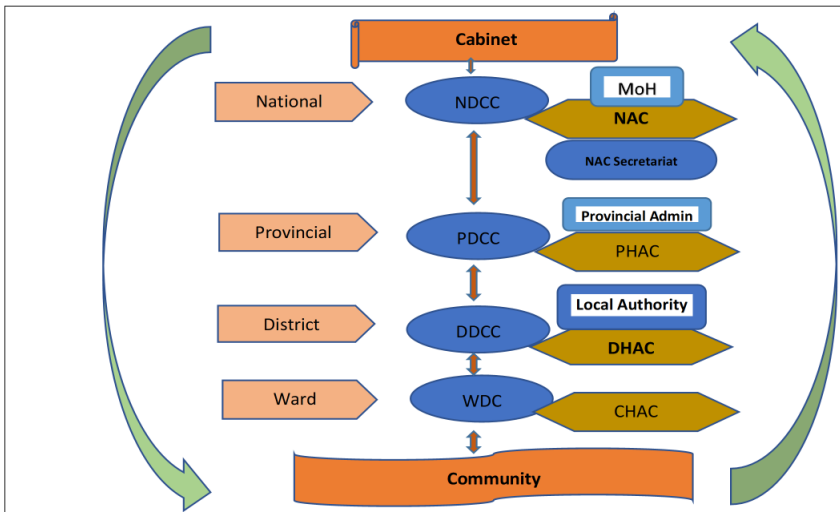 Cabinet
National
NDCC
MoH
NAC
NAC Secretariat
Provincial
PDCC
Provincial Admin
PHAC
District
DDCC
Local Authority
DHAC
Ward
WDC
CHAC
Community